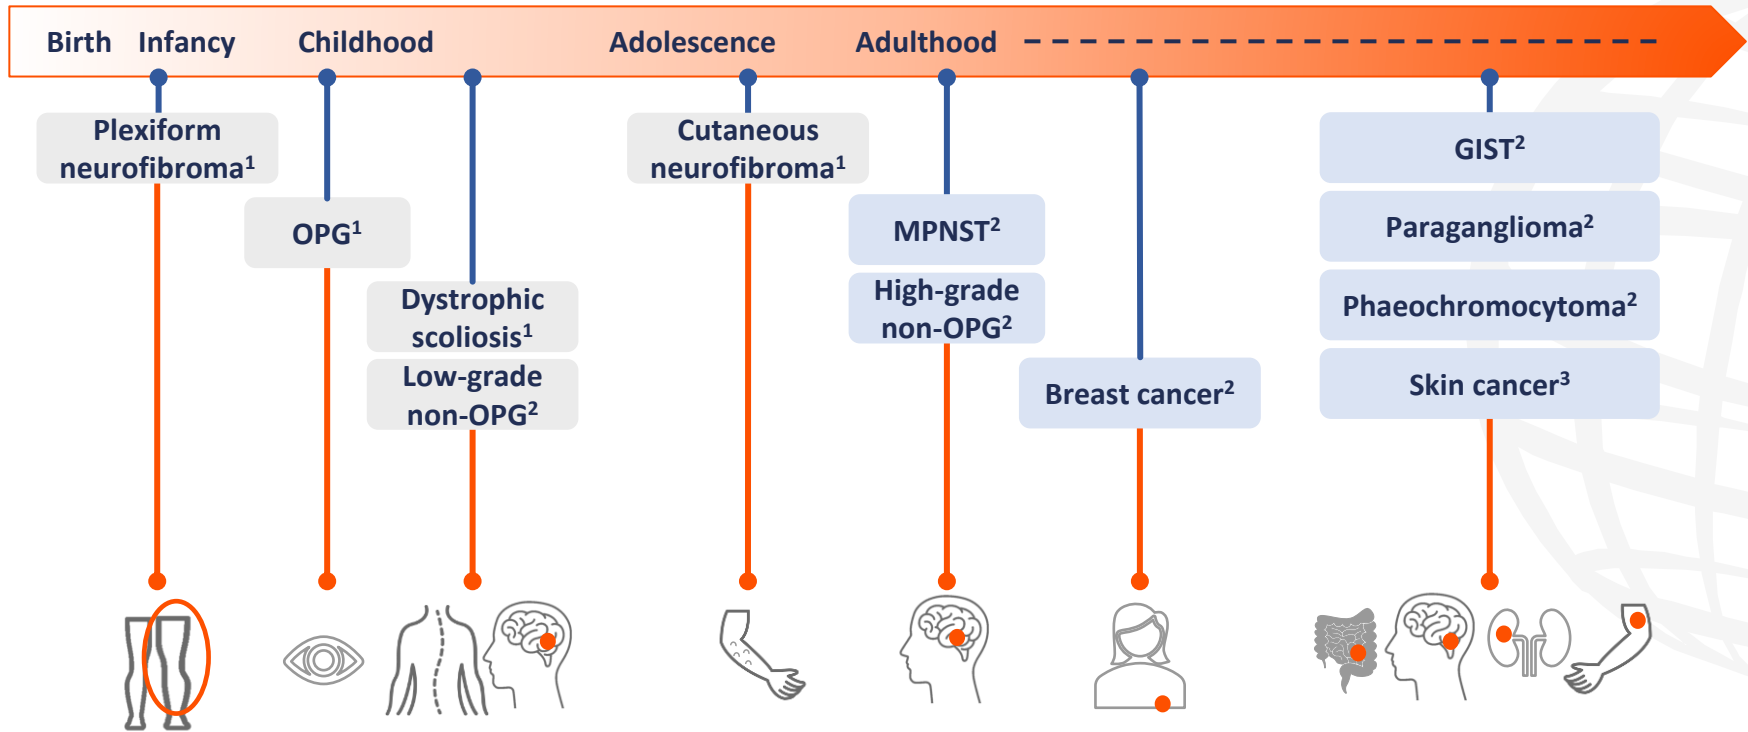 Birth Infancy Childhood Adolescence Adulthood
Plexiform
neurofibroma¹
OPG¹
Dystrophic
scoliosis¹
Low-grade
non-OPG²
Cutaneous
neurofibroma¹
MPNST²
High-grade
non-OPG²
Breast cancer²
GIST²
Paraganglioma²
Phaeochromocytoma²
Skin cancer³